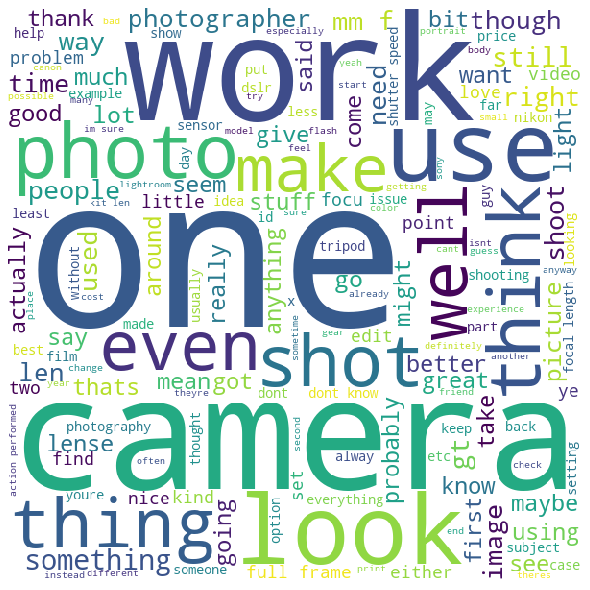 bad
thank
photographer
mm f
bit
though
help
canon
show
especially
body
portrait
price
problem
way
work
said
yeah
put
dslr
try
start
shutter speed
still
possible
example
many
much
time
im sure
sensor
less
come
need
want
video
love
far
nikon
right
may
model
flash
feel
small
good
lot
day
give
light
photo
make
use
people
lightroom
seem
kit len
little
idea
stuff
focu
issue
sony
gotting
color
sure
least
id
guy
cant
isnt
guess
looking
one
well
think
shoot
actually
without
used
around
usually
really
anything
tripod
point
go
might
shooting
anyway
place
cost
already
x
experience
part
picture
focal length
say
made
sometime
gear
edit
definitely
another
best
film
change
even
shot
better
len
two
year
thats
theyre
mean
got
dont
dont know
great
friend
take
ye
camera
action performed
photography
lense
thought
second
alway
probably
keep
back
etc
gt
check
setting
find
often
set
youre
nice
kind
everything
option
know
first
image
maybe
using
thing
look
going
end
subject
something
someone
full frame
print
either
see
case
instead
different
theres